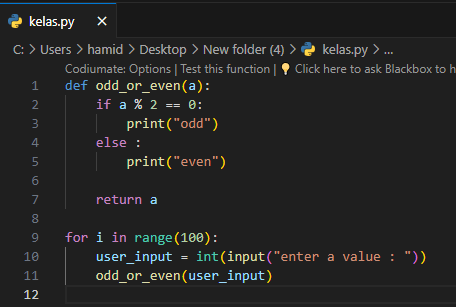 kelas.py
C: > Users > hamid > Desktop > New folder (4) > kelas.py > ...
Codiumate: Options | Test this function | 💡 Click here to ask Blackbox to h
1 def odd_or_even(a):
2     if a % 2 == 0:
3         print("odd")
4     else :
5         print("even")
6
7     return a
8
9 for i in range(100):
10     user_input = int(input("enter a value : "))
11     odd_or_even(user_input)
12